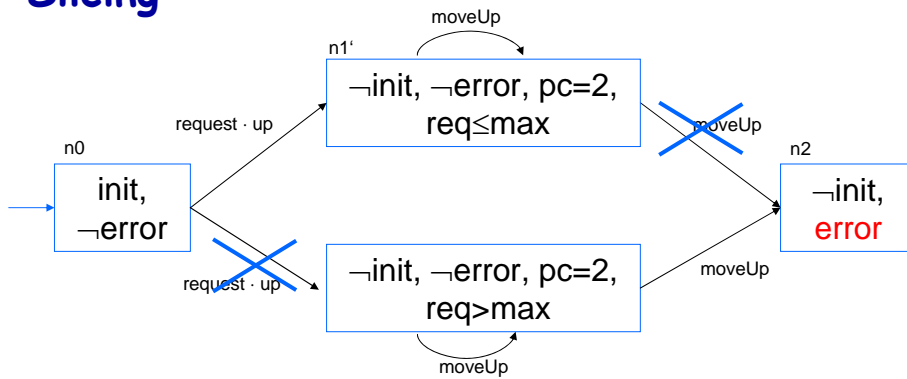 Slicing
moveUp
n1‘
¬init, ¬error, pc=2,
req≤max
request · up
moveUp
n0
n2
init,
¬error
¬init,
error
request · up
¬init, ¬error, pc=2,
req>max
moveUp
moveUp